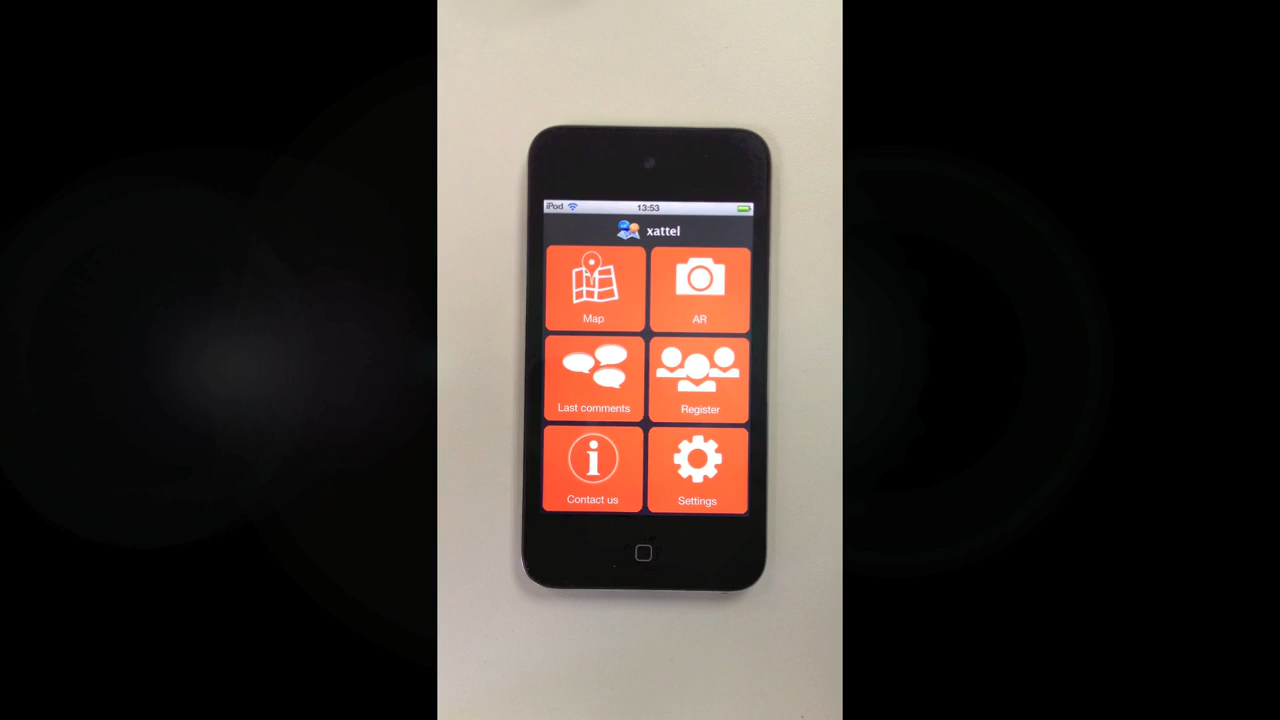 iPod 13:53
xattel
Map AR
Last comments Register
Contact us Settings